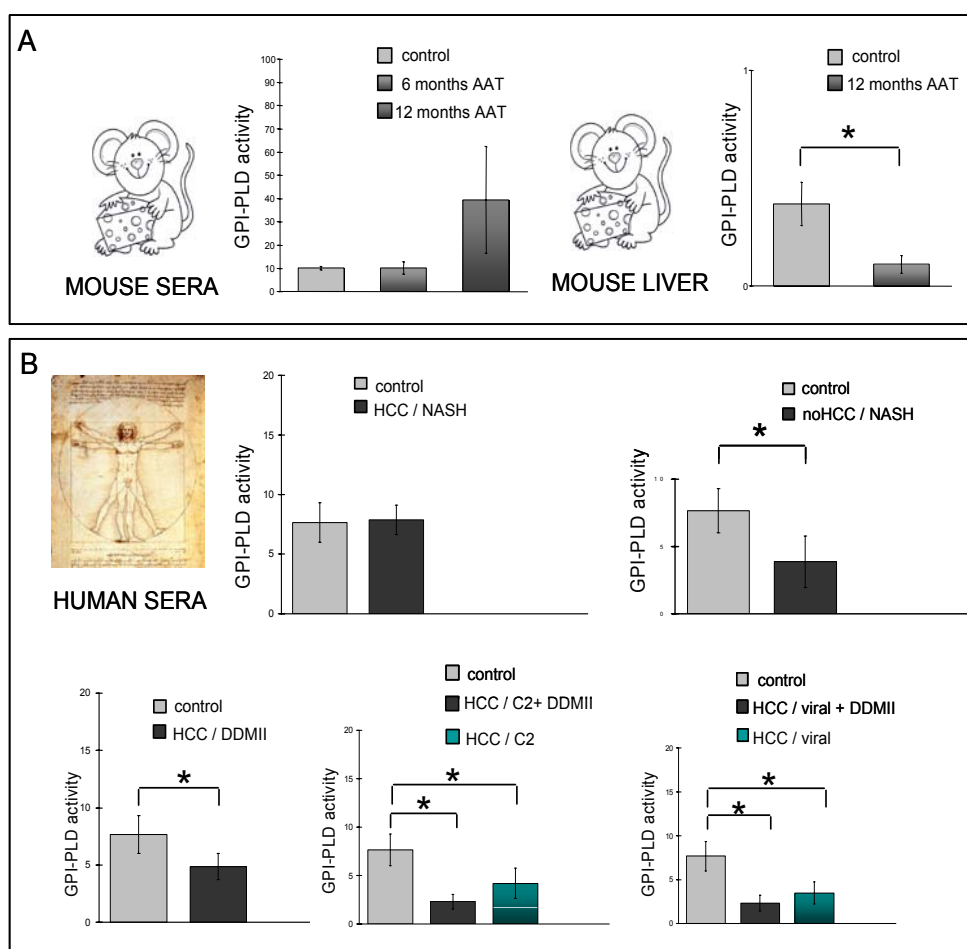 A
control
6 months AAT
12 months AAT
GPI-PLD activity
100
90
80
70
60
50
40
30
20
10
0
MOUSE SERA
control
12 months AAT
*
GPI-PLD activity
1
0
MOUSE LIVER
B
HUMAN SERA
control
HCC / NASH
GPI-PLD activity
20
15
10
5
0
control
noHCC / NASH
*
GPI-PLD activity
10
5
0
control
HCC / DDMII
*
GPI-PLD activity
20
15
10
5
0
control
HCC / C2+ DDMII
HCC / C2
*
*
GPI-PLD activity
20
15
10
5
0
control
HCC / viral + DDMII
HCC / viral
*
*
GPI-PLD activity
20
15
10
5
0